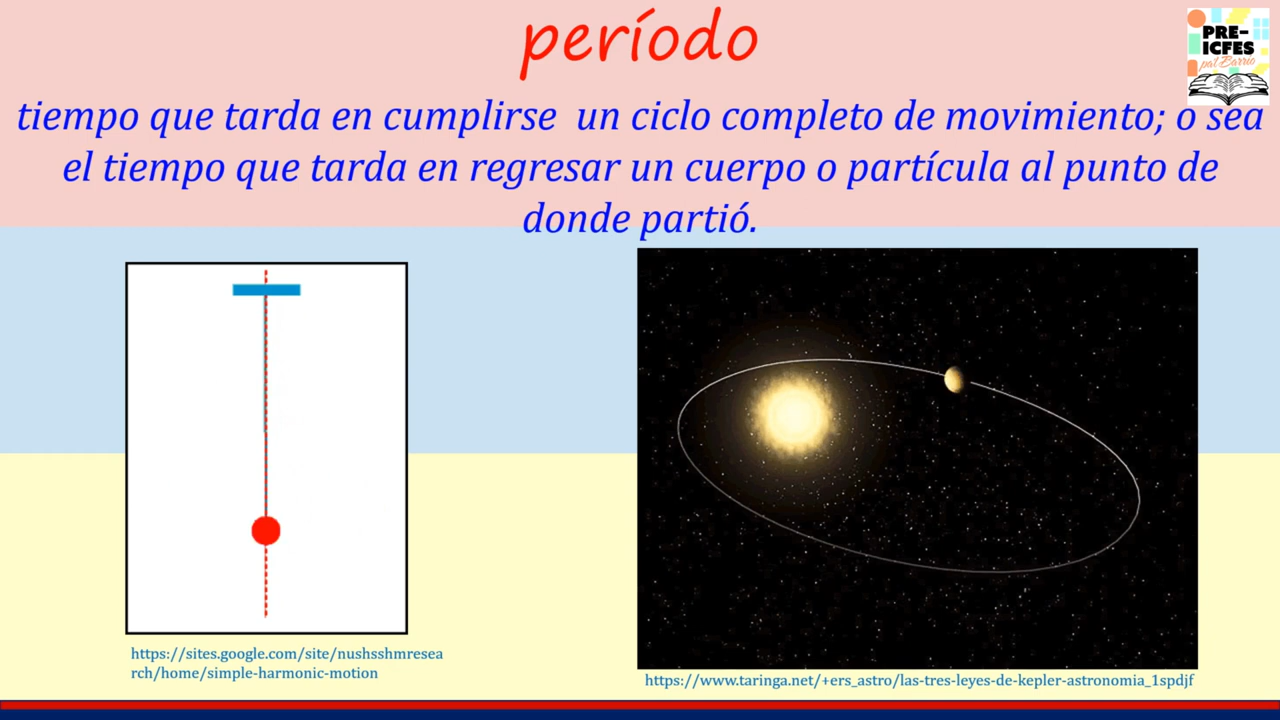 período
PRE-
ICFES
pa'l Barrio
tiempo que tarda en cumplirse un ciclo completo de movimiento; o sea
el tiempo que tarda en regresar un cuerpo o partícula al punto de
donde partió.
https://sites.google.com/site/nushsshmresea
rch/home/simple-harmonic-motion
https://www.taringa.net/+ers_astro/las-tres-leyes-de-kepler-astronomia_1spdjf